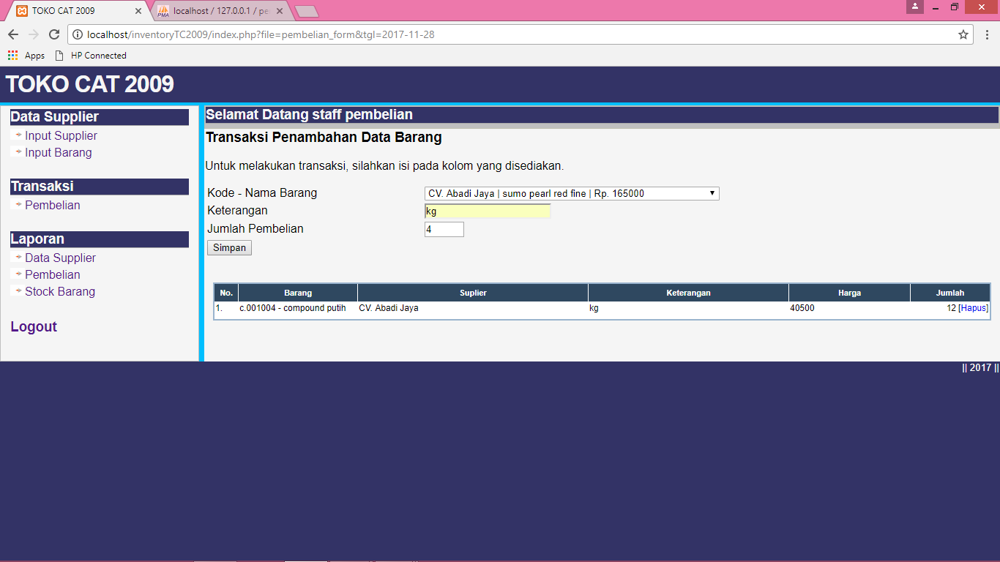 TOKO CAT 2009
localhost / 127.0.0.1 / pe
localhost/inventoryTC2009/index.php?file=pembelian_form&tgl=2017-11-28
Apps HP Connected
TOKO CAT 2009
Data Supplier
Input Supplier
Input Barang
Transaksi
Pembelian
Laporan
Data Supplier
Pembelian
Stock Barang
Logout
Selamat Datang staff pembelian
Transaksi Penambahan Data Barang
Untuk melakukan transaksi, silahkan isi pada kolom yang disediakan.
Kode - Nama Barang CV. Abadi Jaya | sumo pearl red fine | Rp. 165000
Keterangan kg
Jumlah Pembelian 4
Simpan
No. Barang Suplier Keterangan Harga Jumlah
1. c.001004 - compound putih CV. Abadi Jaya kg 40500 12 [Hapus]
|| 2017 ||